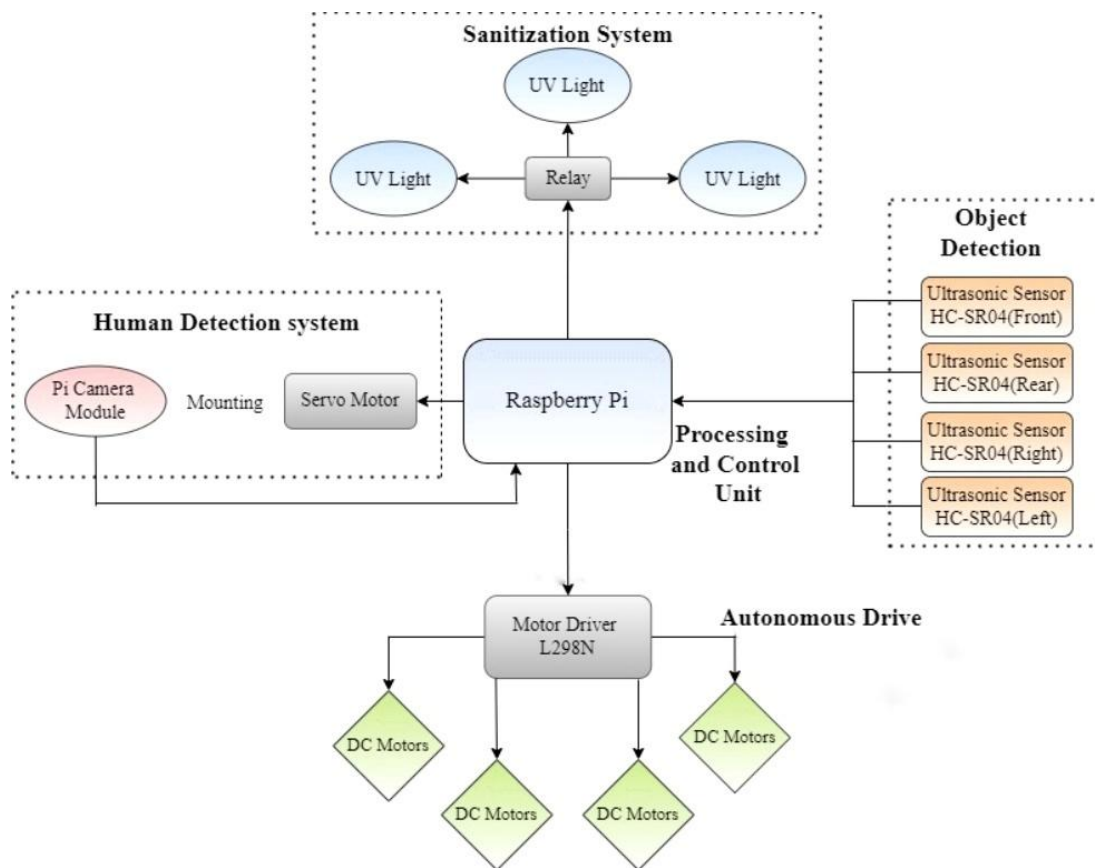 Sanitization System
UV Light
UV Light
Relay
UV Light
Object
Detection
Ultrasonic Sensor
HC-SR04(Front)
Ultrasonic Sensor
HC-SR04(Rear)
Ultrasonic Sensor
HC-SR04(Right)
Ultrasonic Sensor
HC-SR04(Left)
Human Detection system
Pi Camera
Module
Mounting
Servo Motor
Raspberry Pi
Processing
and Control
Unit
Motor Driver
L298N
Autonomous Drive
DC Motors
DC Motors
DC Motors
DC Motors